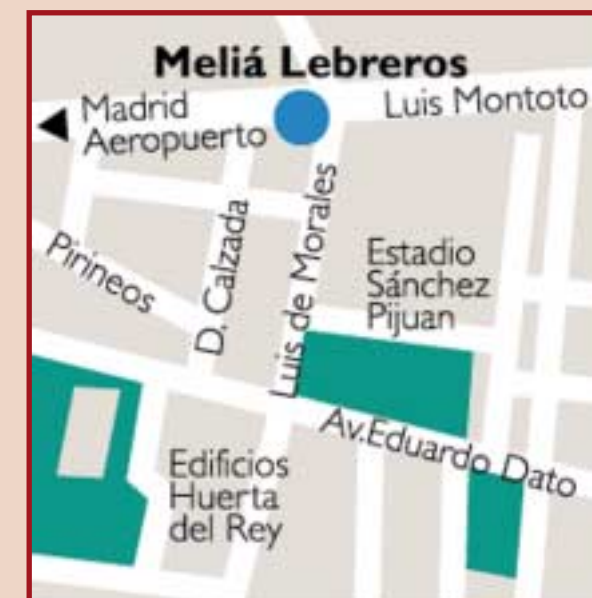 Meliá Lebreros
Madrid
Aeropuerto
Luis Montoto
Pirineos
D. Calzada
Luis de Morales
Estadio
Sánchez
Pijuan
Av.Eduardo Dato
Edificios
Huerta
del Rey